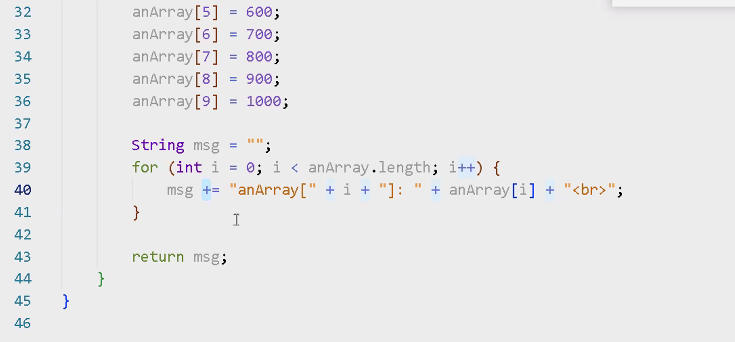 32 anArray[5] = 600;
33 anArray[6] = 700;
34 anArray[7] = 800;
35 anArray[8] = 900;
36 anArray[9] = 1000;
37
38 String msg = "";
39 for (int i = 0; i < anArray.length; i++) {
40 msg += "anArray[" + i + "]: " + anArray[i] + "<br>";
41 }
42
43 return msg;
44 }
45 }
46